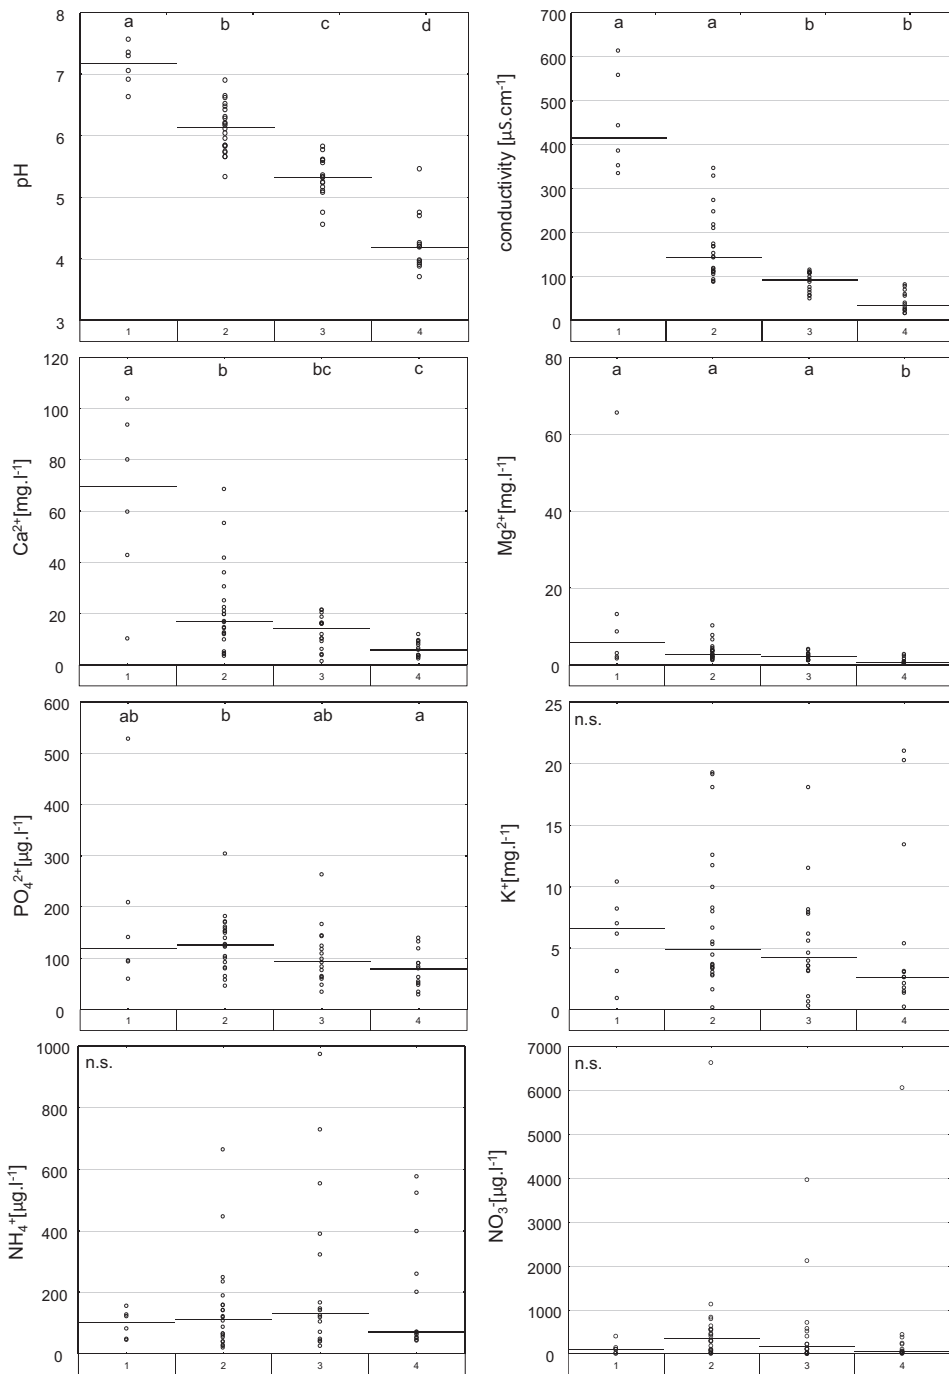 a b c d
8
7
6
5
4
3
pH
1 2 3 4
a a b b
700
600
500
400
300
200
100
0
conductivity [µS.cm-1]
1 2 3 4
a b bc c
120
100
80
60
40
20
0
Ca2+[mg.l-1]
1 2 3 4
a a a b
80
60
40
20
0
Mg2+[mg.l-1]
1 2 3 4
ab b ab a
600
500
400
300
200
100
0
PO42+[µg.l-1]
1 2 3 4
n.s.
25
20
15
10
5
0
K+[mg.l-1]
1 2 3 4
n.s.
1000
800
600
400
200
0
NH4+[µg.l-1]
1 2 3 4
n.s.
7000
6000
5000
4000
3000
2000
1000
0
NO3-[µg.l-1]
1 2 3 4